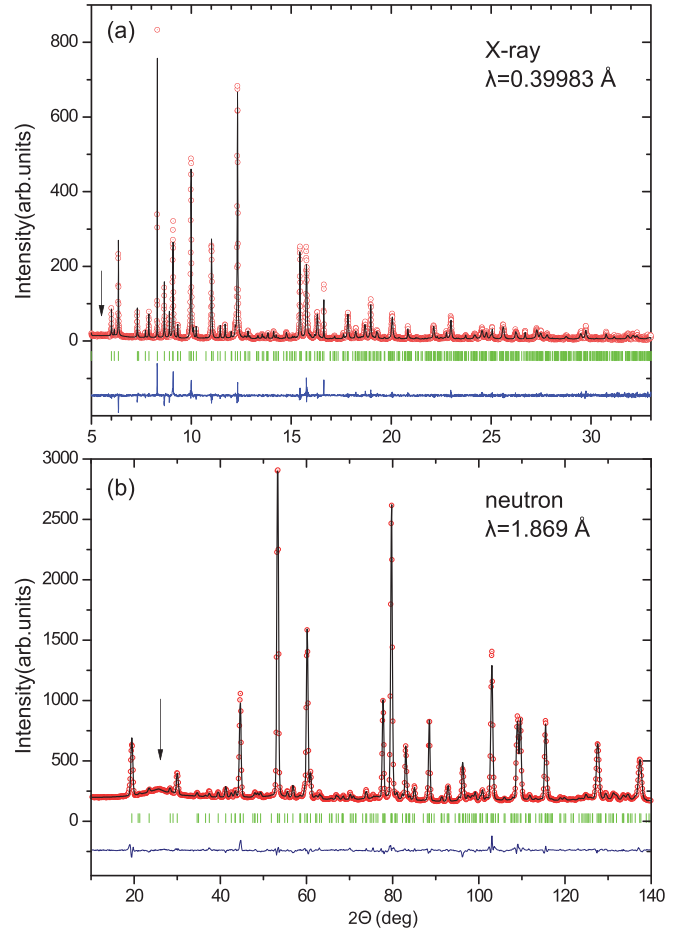 (a)
X-ray
λ=0.39983 Å
Intensity(arb.units)
800
600
400
200
0
5 10 15 20 25 30
(b)
neutron
λ=1.869 Å
Intensity(arb.units)
3000
2500
2000
1500
1000
500
0
20 40 60 80 100 120 140
2Θ (deg)